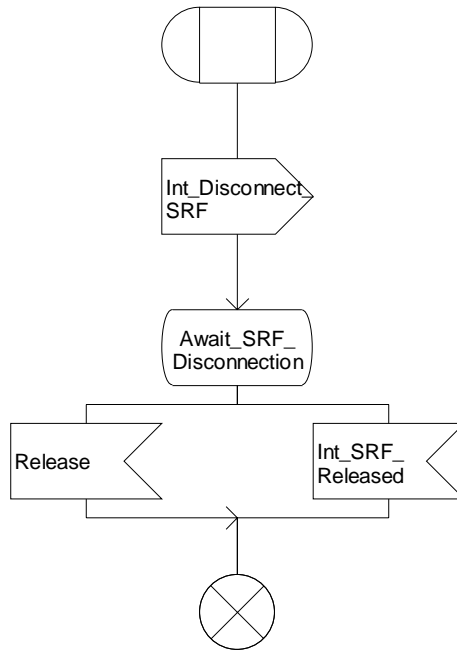 Int_Disconnect_
SRF
Await_SRF_
Disconnection
Release
Int_SRF_
Released